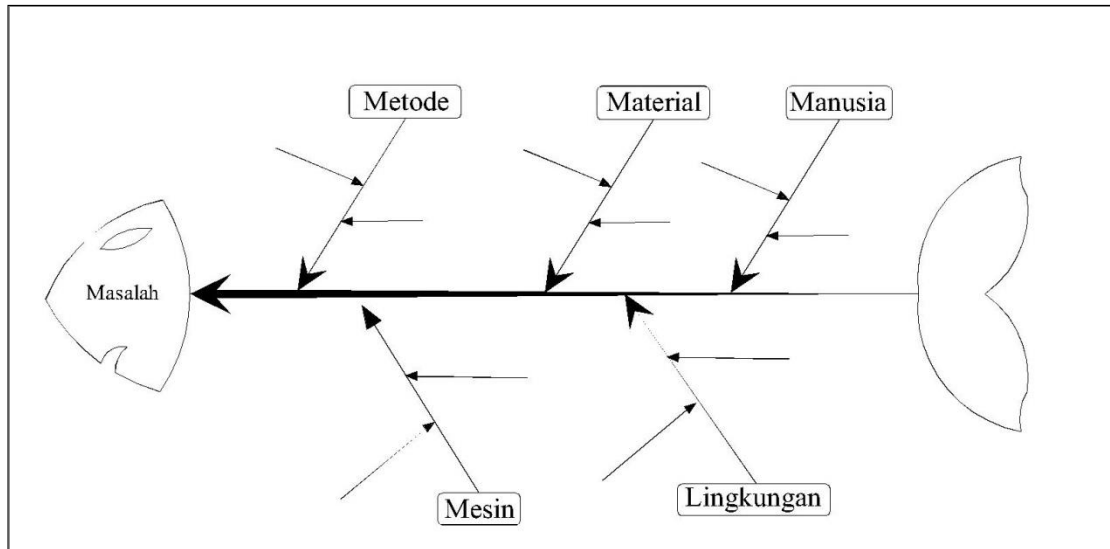 Metode
Material
Manusia
Masalah
Mesin
Lingkungan